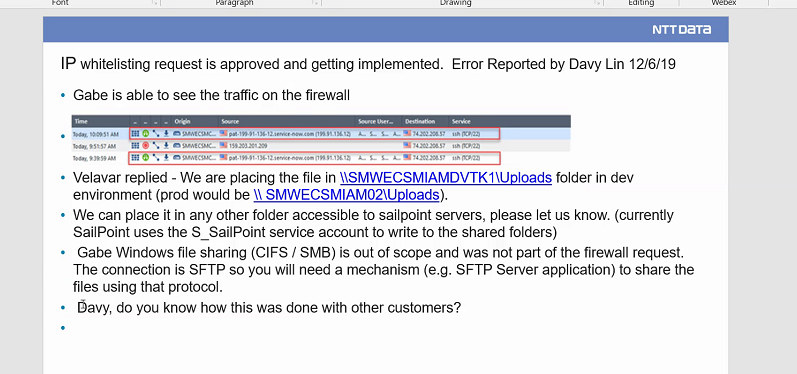 Font Paragraph Drawing Editing Webex
NTT DATA
IP whitelisting request is approved and getting implemented. Error Reported by Davy Lin 12/6/19
• Gabe is able to see the traffic on the firewall
Time Origin Source Source User... Destination Service
Today, 10:09:51 AM SMWECSMC... pat-199-91-136-12.service-now.com (199.91.136.12) A... S... S... A... 74.202.208.57 ssh (TCP/22)
Today, 9:51:57 AM SMWECSMC... 159.203.201.209 74.202.208.57 ssh (TCP/22)
Today, 9:39:59 AM SMWECSMC... pat-199-91-136-12.service-now.com (199.91.136.12) A... S... S... A... 74.202.208.57 ssh (TCP/22)
• Velavar replied - We are placing the file in \\SMWECSMIAMDVTK1\Uploads folder in dev
environment (prod would be \\ SMWECSMIAM02\Uploads).
• We can place it in any other folder accessible to sailpoint servers, please let us know. (currently
SailPoint uses the S_SailPoint service account to write to the shared folders)
• Gabe Windows file sharing (CIFS / SMB) is out of scope and was not part of the firewall request.
The connection is SFTP so you will need a mechanism (e.g. SFTP Server application) to share the
files using that protocol.
• Davy, do you know how this was done with other customers?